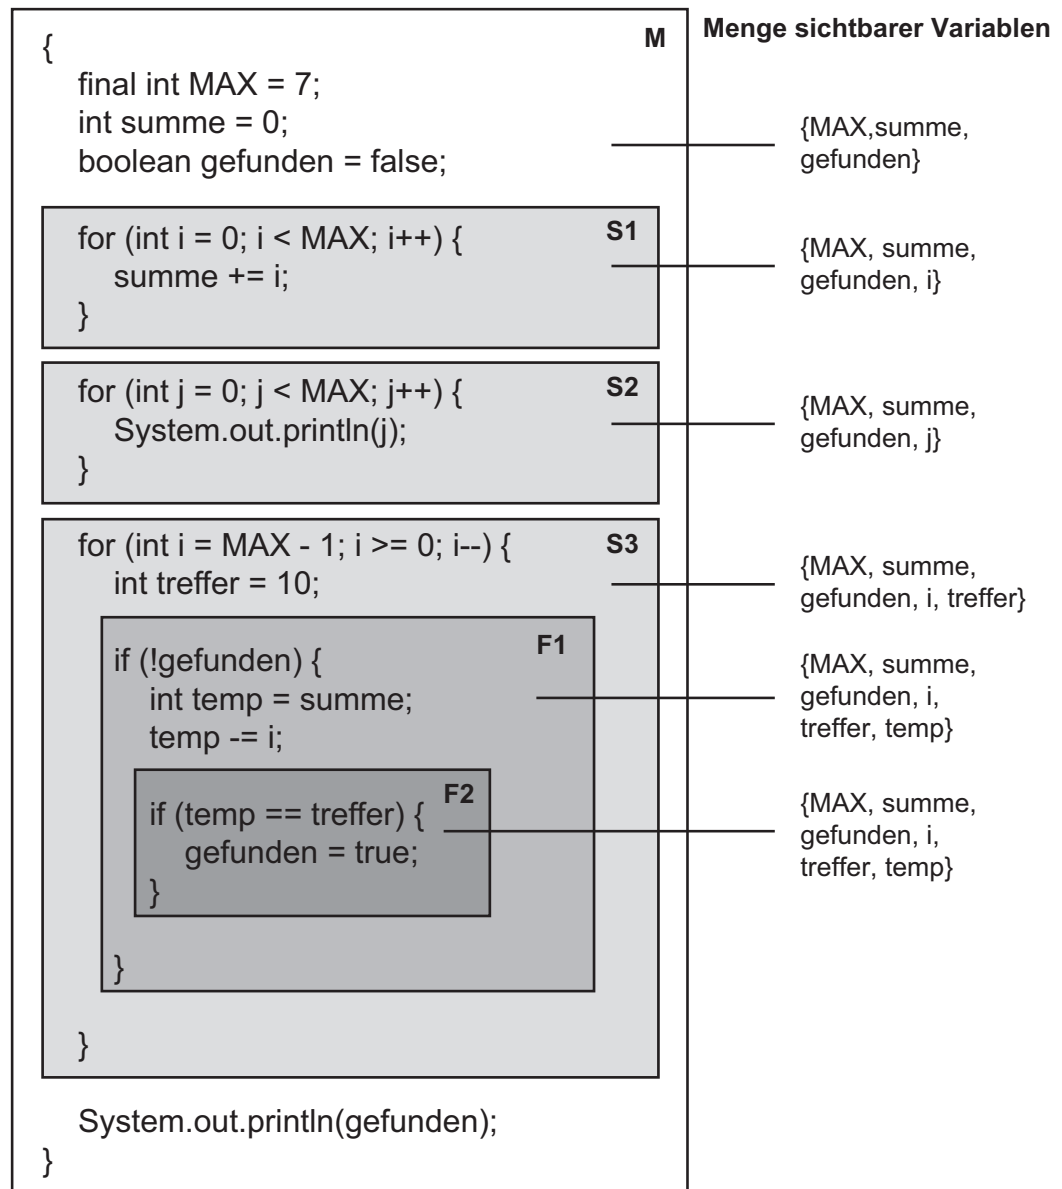 M
Menge sichtbarer Variablen
{
final int MAX = 7;
int summe = 0;
boolean gefunden = false;
{MAX,summe,
gefunden}
for (int i = 0; i < MAX; i++) {
summe += i;
}
S1
{MAX, summe,
gefunden, i}
for (int j = 0; j < MAX; j++) {
System.out.println(j);
}
S2
{MAX, summe,
gefunden, j}
for (int i = MAX - 1; i >= 0; i--) {
int treffer = 10;
S3
{MAX, summe,
gefunden, i, treffer}
if (!gefunden) {
int temp = summe;
temp -= i;
F1
{MAX, summe,
gefunden, i,
treffer, temp}
if (temp == treffer) {
gefunden = true;
}
F2
{MAX, summe,
gefunden, i,
treffer, temp}
}
}
System.out.println(gefunden);
}